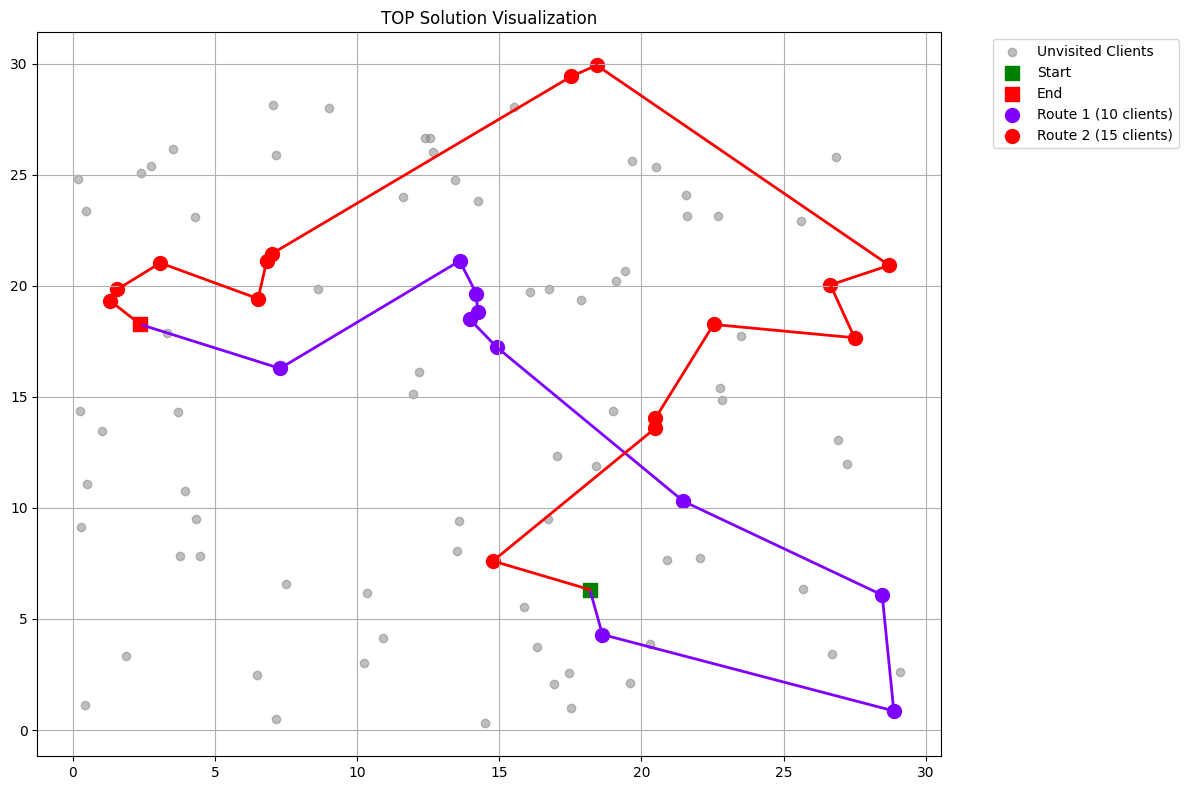 TOP Solution Visualization
30
25
20
15
10
5
0
0 5 10 15 20 25 30
Unvisited Clients
Start
End
Route 1 (10 clients)
Route 2 (15 clients)